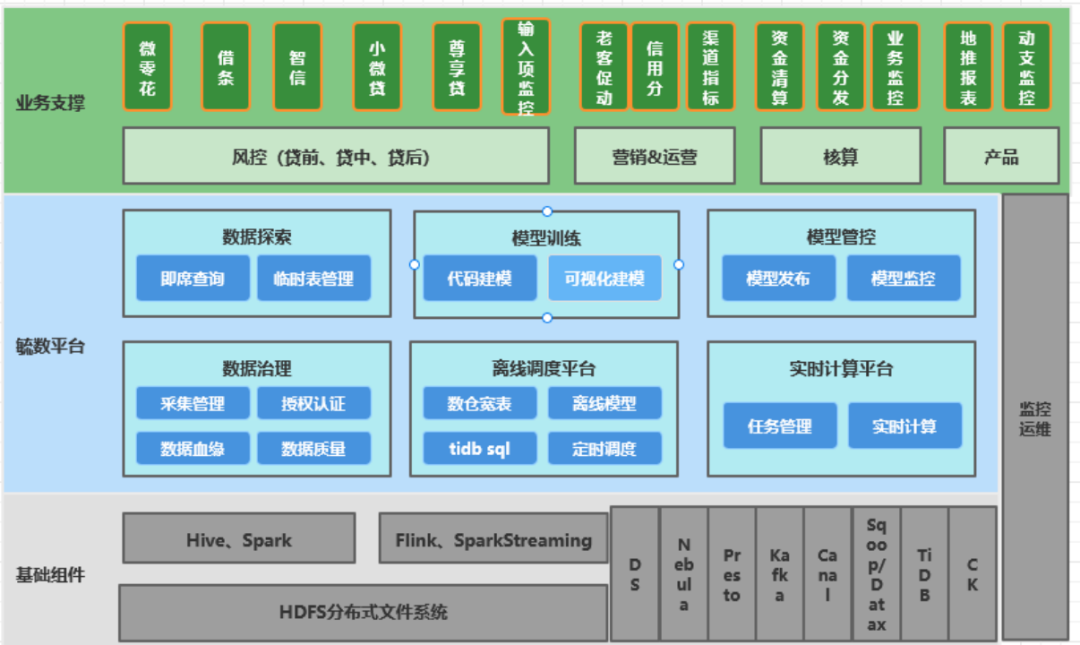 业务支撑
微零花
借条
智信
小微贷
尊享贷
输入项监控
老客促动
信用分
渠道指标
资金清算
资金分发
业务监控
地推报表
动支监控
风控（贷前、贷中、贷后）
营销&运营
核算
产品
毓数平台
数据探索
即席查询
临时表管理
模型训练
代码建模
可视化建模
模型管控
模型发布
模型监控
数据治理
采集管理
授权认证
数据血缘
数据质量
离线调度平台
数仓宽表
离线模型
tidb sql
定时调度
实时计算平台
任务管理
实时计算
监控
运维
基础组件
Hive、Spark
Flink、SparkStreaming
HDFS分布式文件系统
DS
Nebula
Presto
Kafka
Canal
Sqoop/Datax
TiDB
CK